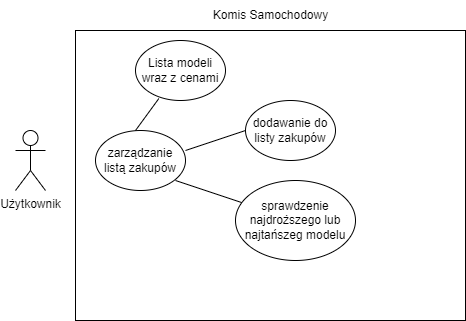 Komis Samochodowy
Lista modeli
wraz z cenami
dodawanie do
listy zakupów
zarządzanie
listą zakupów
Użytkownik
sprawdzenie
najdroższego lub
najtańszeg modelu